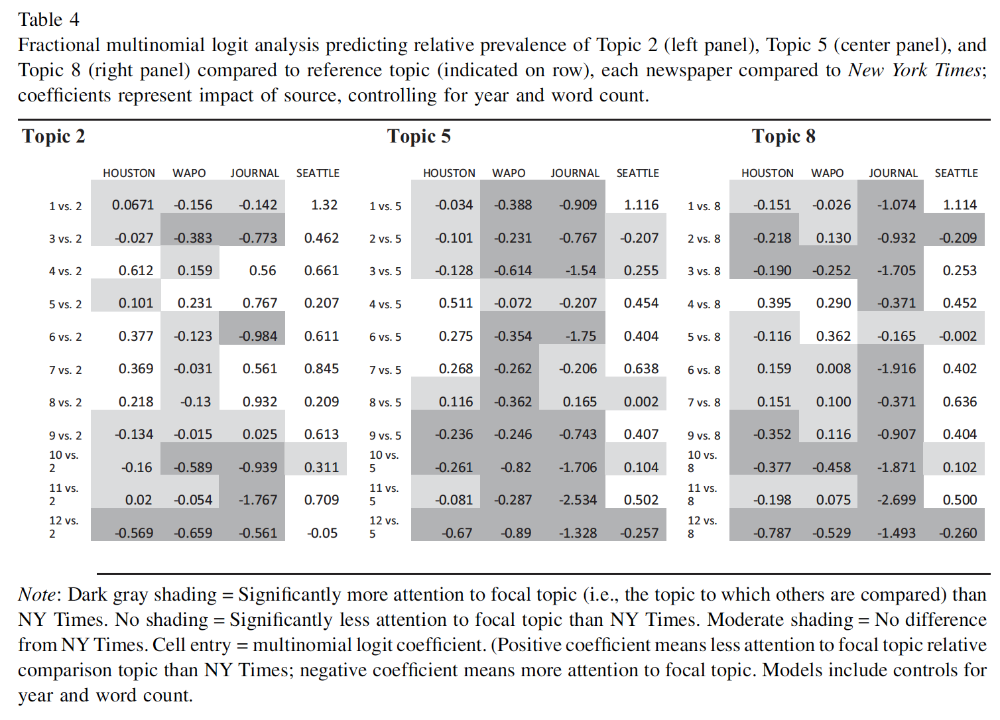 Table 4
Fractional multinomial logit analysis predicting relative prevalence of Topic 2 (left panel), Topic 5 (center panel), and
Topic 8 (right panel) compared to reference topic (indicated on row), each newspaper compared to New York Times;
coefficients represent impact of source, controlling for year and word count.
Topic 2 Topic 5 Topic 8
HOUSTON WAPO JOURNAL SEATTLE HOUSTON WAPO JOURNAL SEATTLE HOUSTON WAPO JOURNAL SEATTLE
1 vs. 2 0.0671 -0.156 -0.142 1.32 1 vs. 5 -0.034 -0.388 -0.909 1.116 1 vs. 8 -0.151 -0.026 -1.074 1.114
3 vs. 2 -0.027 -0.383 -0.773 0.462 2 vs. 5 -0.101 -0.231 -0.767 -0.207 2 vs. 8 -0.218 0.130 -0.932 -0.209
4 vs. 2 0.612 0.159 0.56 0.661 3 vs. 5 -0.128 -0.614 -1.54 0.255 3 vs. 8 -0.190 -0.252 -1.705 0.253
5 vs. 2 0.101 0.231 0.767 0.207 4 vs. 5 0.511 -0.072 -0.207 0.454 4 vs. 8 0.395 0.290 -0.371 0.452
6 vs. 2 0.377 -0.123 -0.984 0.611 6 vs. 5 0.275 -0.354 -1.75 0.404 5 vs. 8 -0.116 0.362 -0.165 -0.002
7 vs. 2 0.369 -0.031 0.561 0.845 7 vs. 5 0.268 -0.262 -0.206 0.638 6 vs. 8 0.159 0.008 -1.916 0.402
8 vs. 2 0.218 -0.13 0.932 0.209 8 vs. 5 0.116 -0.362 0.165 0.002 7 vs. 8 0.151 0.100 -0.371 0.636
9 vs. 2 -0.134 -0.015 0.025 0.613 9 vs. 5 -0.236 -0.246 -0.743 0.407 9 vs. 8 -0.352 0.116 -0.907 0.404
10 vs. 10 vs. 10 vs.
2 -0.16 -0.589 -0.939 0.311 5 -0.261 -0.82 -1.706 0.104 8 -0.377 -0.458 -1.871 0.102
11 vs. 11 vs. 11 vs.
2 0.02 -0.054 -1.767 0.709 5 -0.081 -0.287 -2.534 0.502 8 -0.198 0.075 -2.699 0.500
12 vs. 12 vs. 12 vs.
2 -0.569 -0.659 -0.561 -0.05 5 -0.67 -0.89 -1.328 -0.257 8 -0.787 -0.529 -1.493 -0.260
Note: Dark gray shading = Significantly more attention to focal topic (i.e., the topic to which others are compared) than
NY Times. No shading = Significantly less attention to focal topic than NY Times. Moderate shading = No difference
from NY Times. Cell entry = multinomial logit coefficient. (Positive coefficient means less attention to focal topic relative
comparison topic than NY Times; negative coefficient means more attention to focal topic. Models include controls for
year and word count.